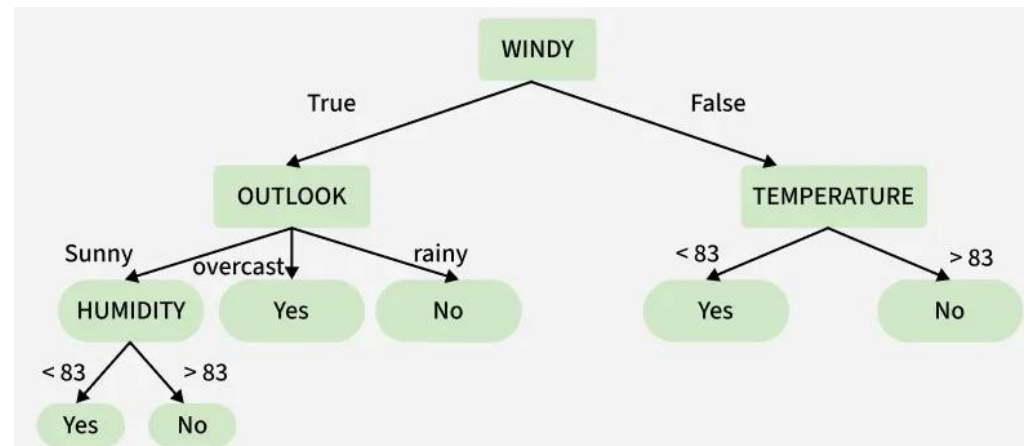 WINDY
True
False
OUTLOOK
TEMPERATURE
Sunny
overcast
rainy
< 83
> 83
HUMIDITY
Yes
No
Yes
No
< 83
> 83
Yes
No